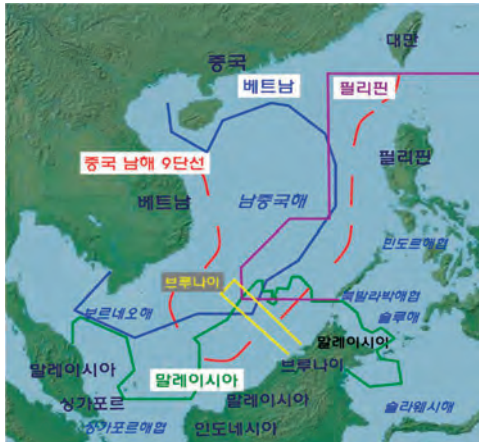 대만
중국
베트남
필리핀
중국 남해 9단선
필리핀
베트남
남중국해
민도르해협
브루나이
북발라박해협
보르네오해
술루해
말레이시아
말레이시아
브루나이
말레이시아
말레이시아
싱가포르
술라웨시해
싱가포르해협
인도네시아